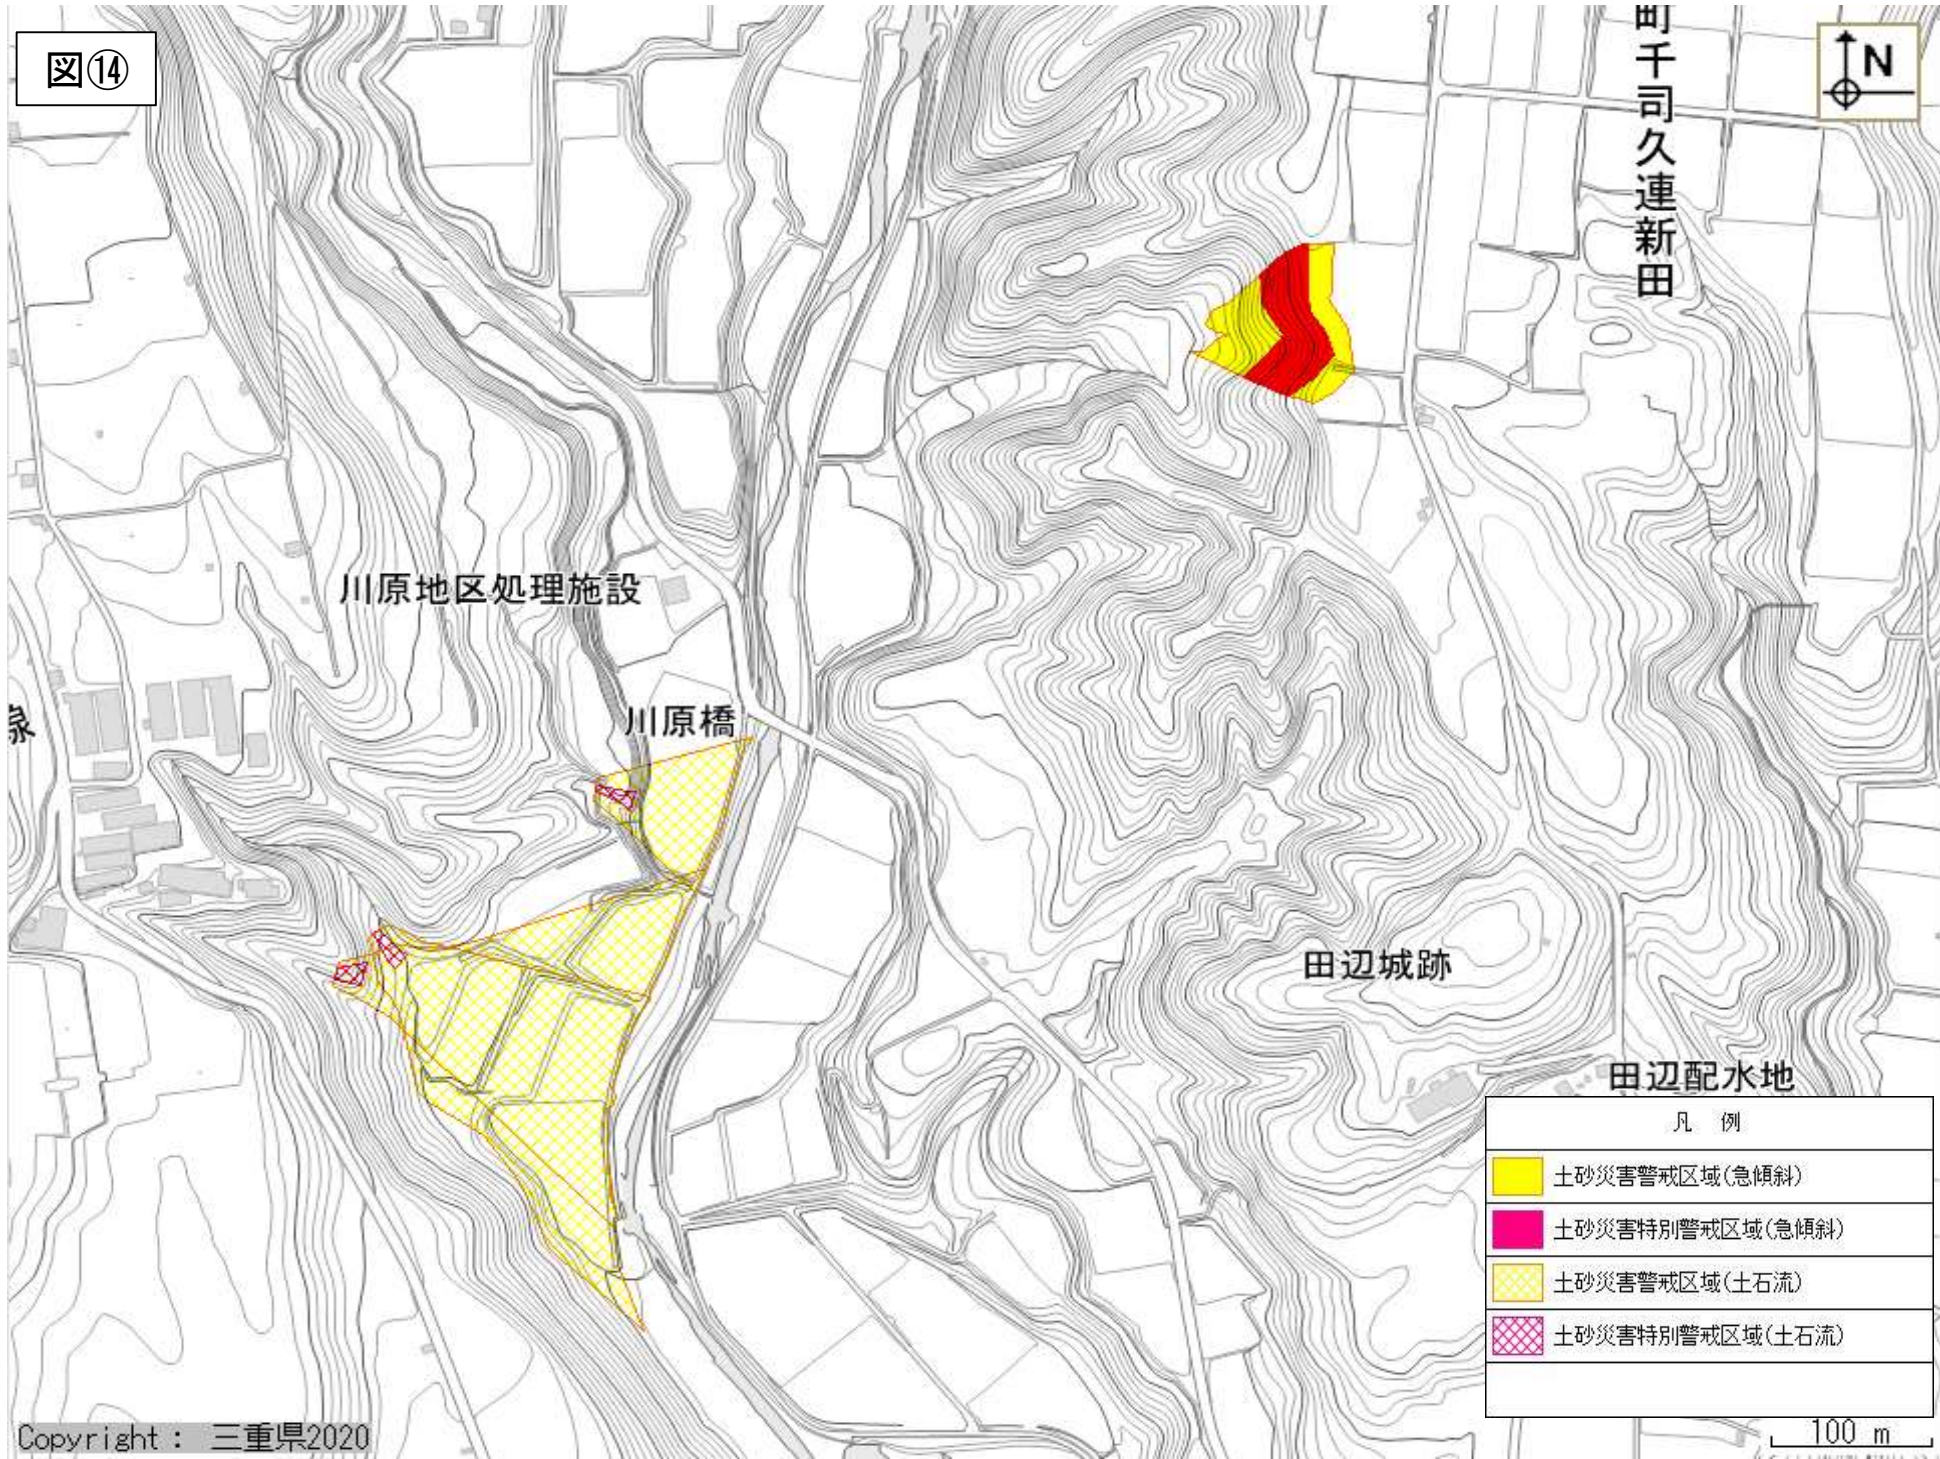 図⑭
N
町千司久連新田
川原地区処理施設
泉
川原橋
田辺城跡
田辺配水地
凡 例
土砂災害警戒区域(急傾斜)
土砂災害特別警戒区域(急傾斜)
土砂災害警戒区域(土石流)
土砂災害特別警戒区域(土石流)
Copyright : 三重県2020
100 m